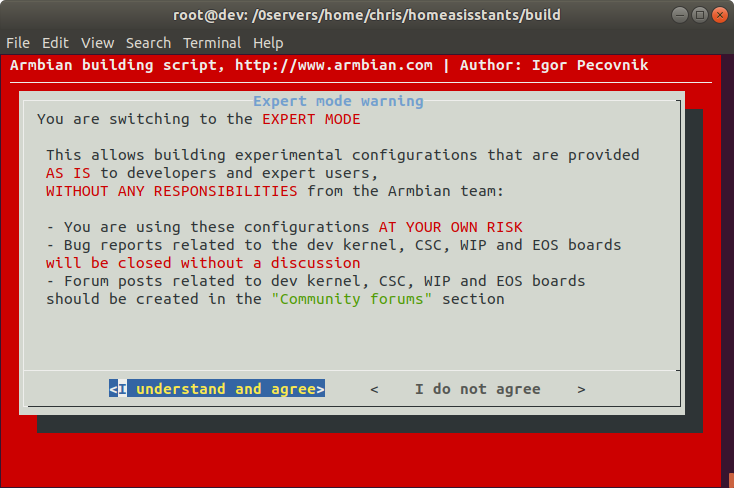 root@dev: /0servers/home/chris/homeasisstants/build
File Edit View Search Terminal Help
Armbian building script, http://www.armbian.com | Author: Igor Pecovnik
Expert mode warning
You are switching to the EXPERT MODE
This allows building experimental configurations that are provided
AS IS to developers and expert users,
WITHOUT ANY RESPONSIBILITIES from the Armbian team:
- You are using these configurations AT YOUR OWN RISK
- Bug reports related to the dev kernel, CSC, WIP and EOS boards
will be closed without a discussion
- Forum posts related to dev kernel, CSC, WIP and EOS boards
should be created in the "Community forums" section
<I understand and agree> < I do not agree >